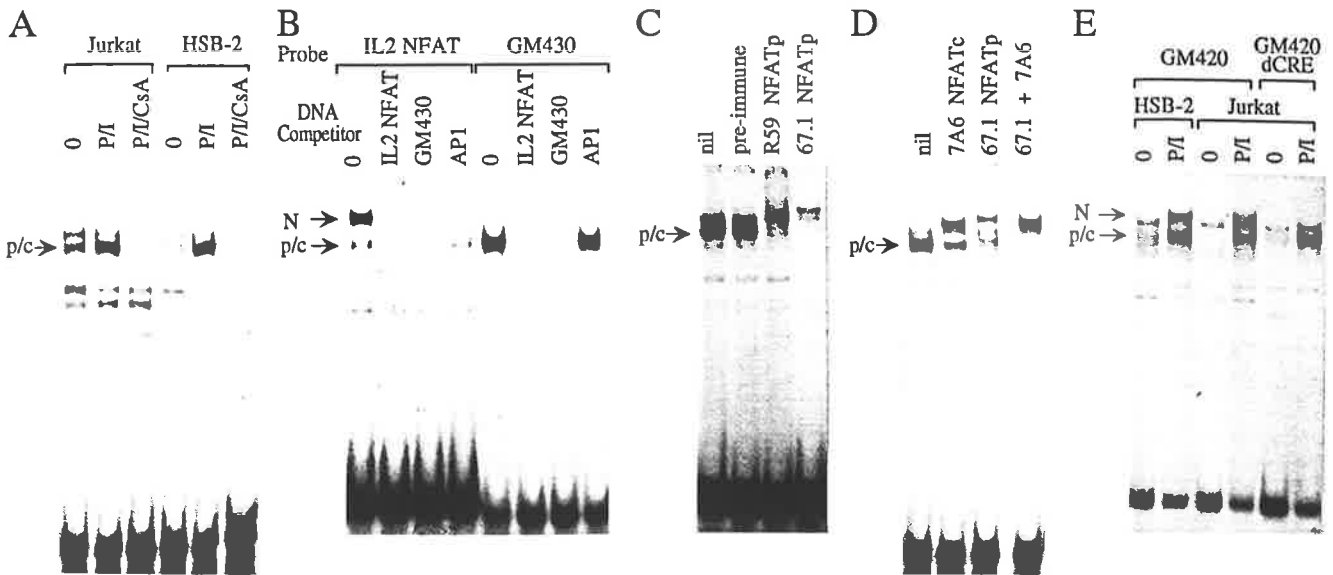 A
Jurkat
HSB-2
0
P/I
P/I/CsA
0
P/I
P/I/CsA
p/c
B
Probe
IL2 NFAT
GM430
DNA
Competitor
0
IL2 NFAT
GM430
AP1
0
IL2 NFAT
GM430
AP1
N
p/c
C
nil
pre-immune
R59 NFATp
67.1 NFATp
p/c
D
nil
7A6 NFATc
67.1 NFATp
67.1 + 7A6
p/c
E
GM420
GM420
dCRE
HSB-2
Jurkat
0
P/I
0
P/I
0
P/I
N
p/c